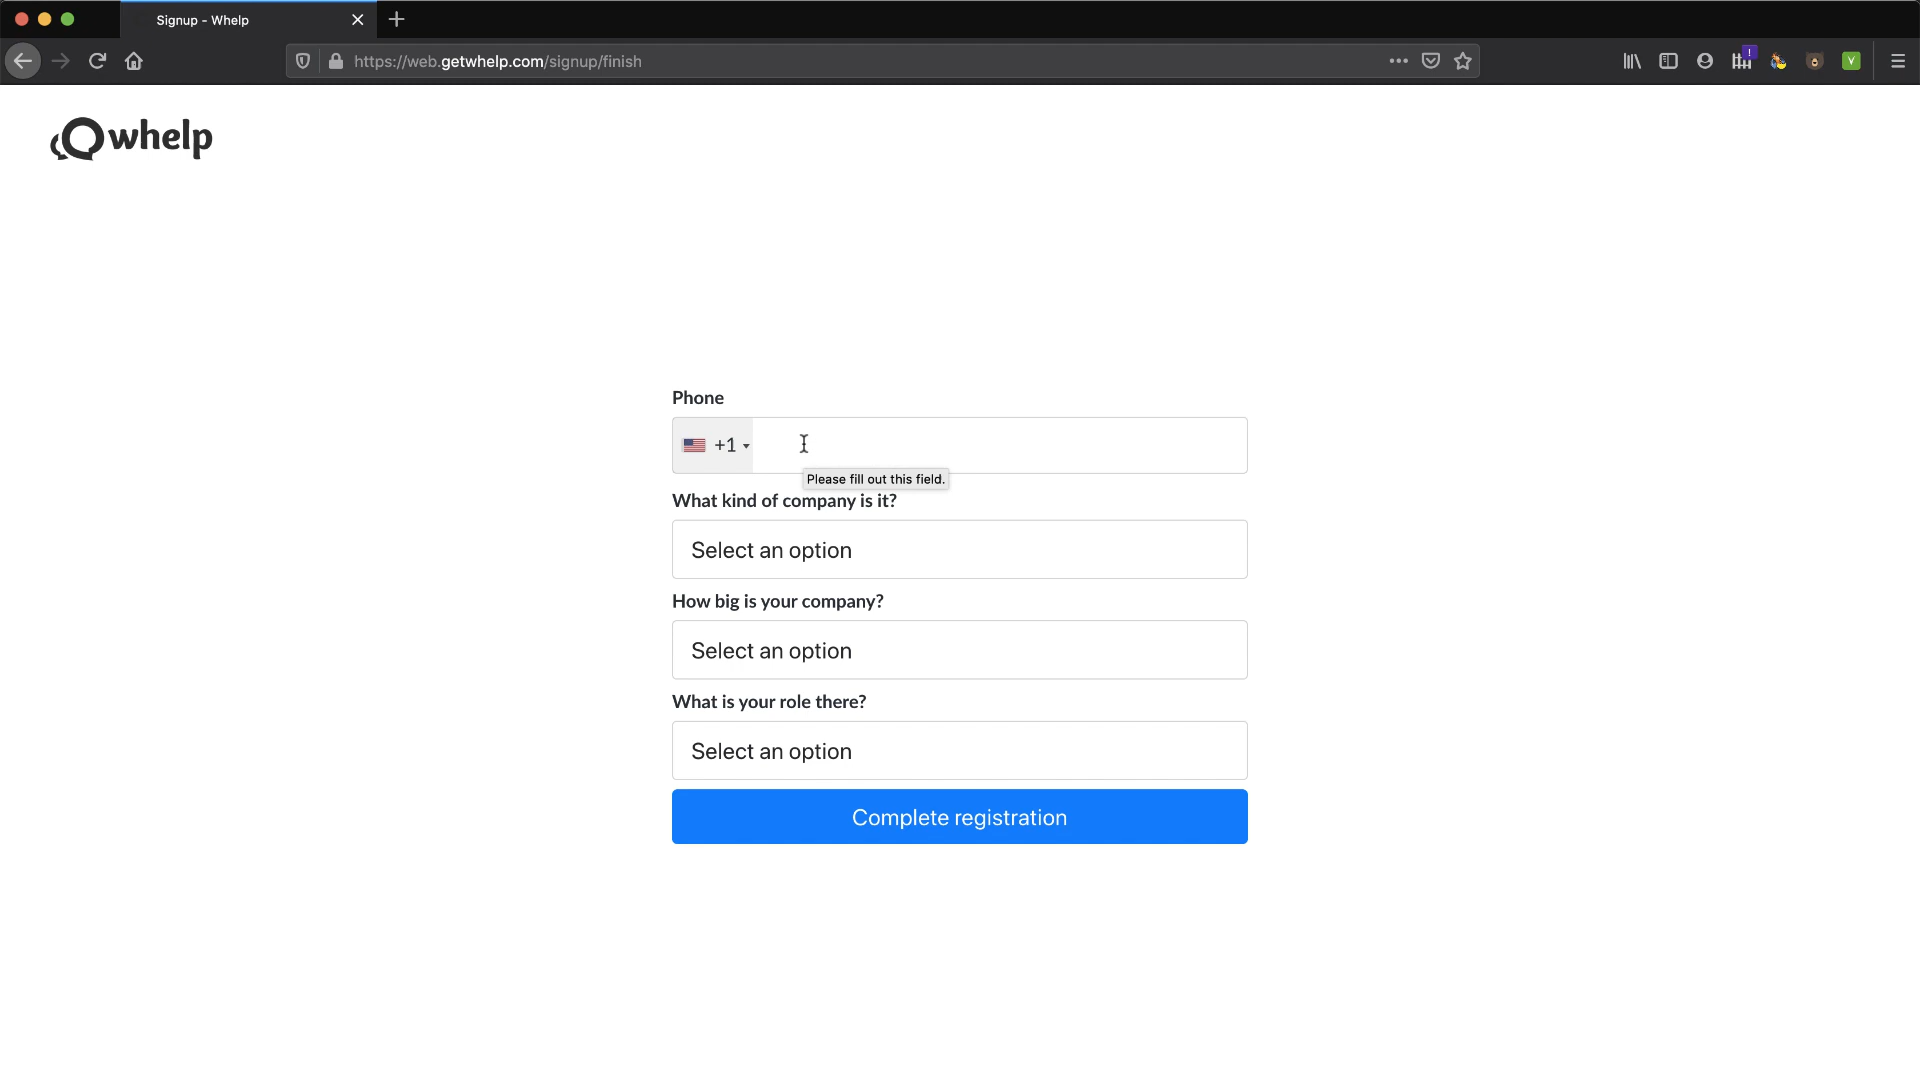 Signup - Whelp
https://web.getwhelp.com/signup/finish
!
V
whelp
Phone
+1
Please fill out this field.
What kind of company is it?
Select an option
How big is your company?
Select an option
What is your role there?
Select an option
Complete registration